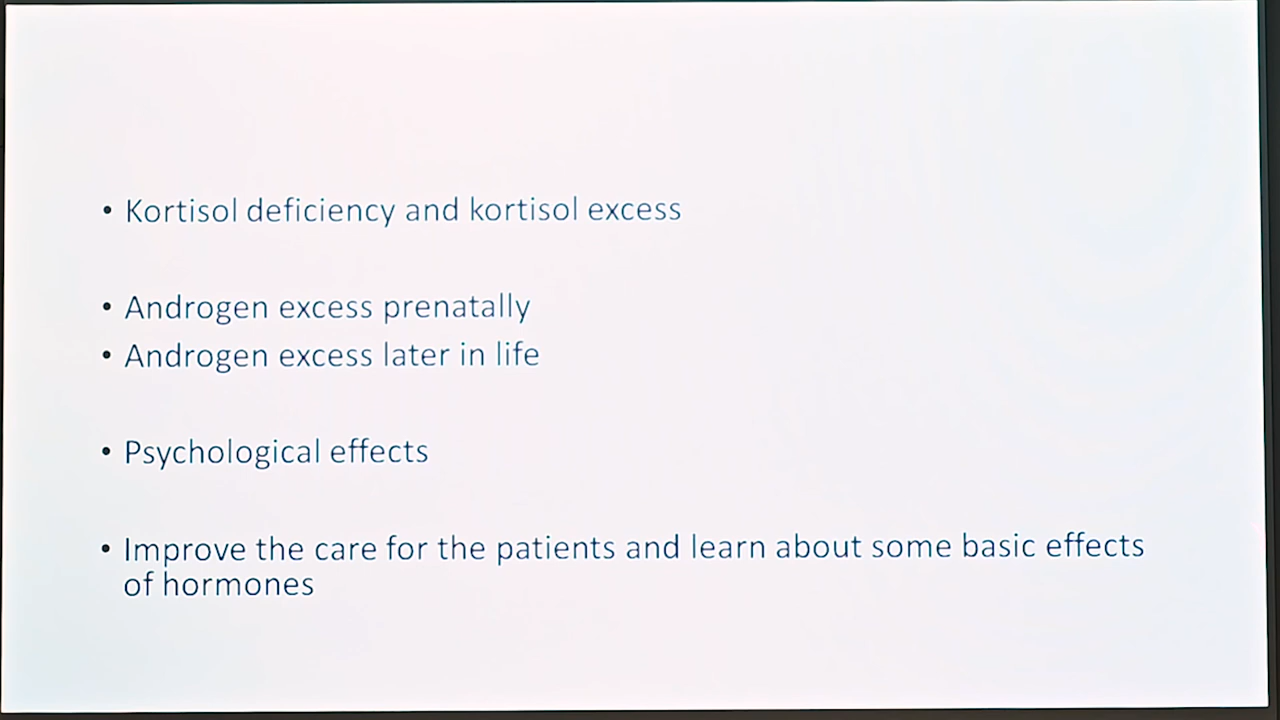 • Kortisol deficiency and kortisol excess
• Androgen excess prenatally
• Androgen excess later in life
• Psychological effects
• Improve the care for the patients and learn about some basic effects
of hormones